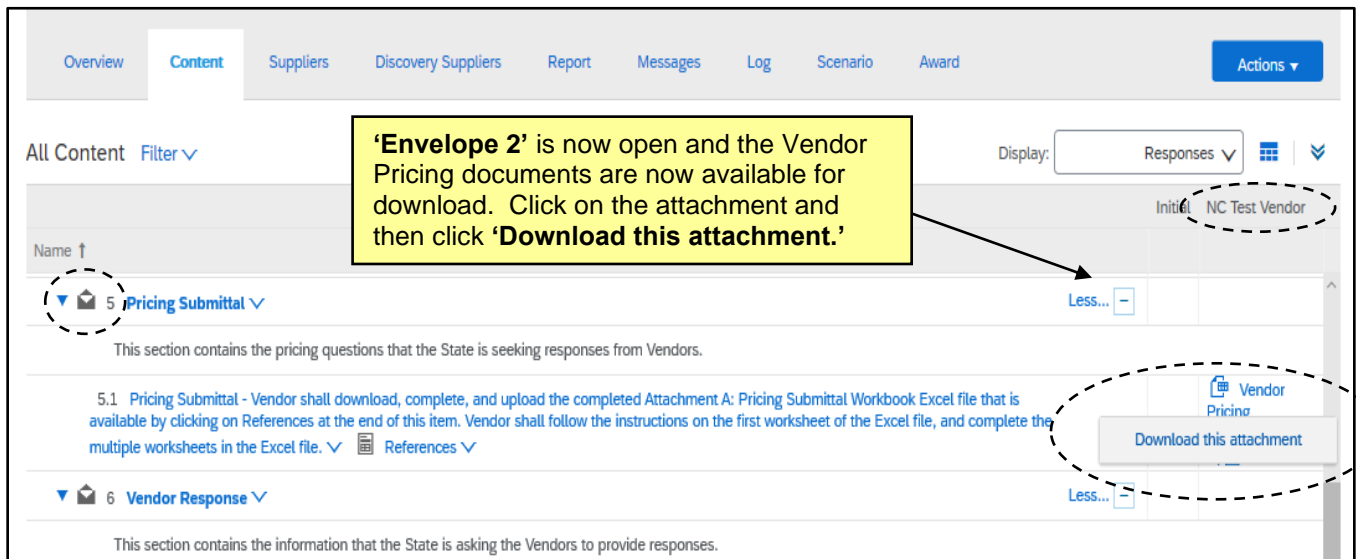 Overview Content Suppliers Discovery Suppliers Report Messages Log Scenario Award Actions ▾
All Content Filter
Display: Responses
‘Envelope 2’ is now open and the Vendor
Pricing documents are now available for
download. Click on the attachment and
then click ‘Download this attachment.’
Initial NC Test Vendor
Name ↑
▼ 5 Pricing Submittal Less... −
This section contains the pricing questions that the State is seeking responses from Vendors.
5.1 Pricing Submittal - Vendor shall download, complete, and upload the completed Attachment A: Pricing Submittal Workbook Excel file that is
available by clicking on References at the end of this item. Vendor shall follow the instructions on the first worksheet of the Excel file, and complete the
multiple worksheets in the Excel file. References
Vendor
Pricing
Download this attachment
▼ 6 Vendor Response Less... −
This section contains the information that the State is asking the Vendors to provide responses.